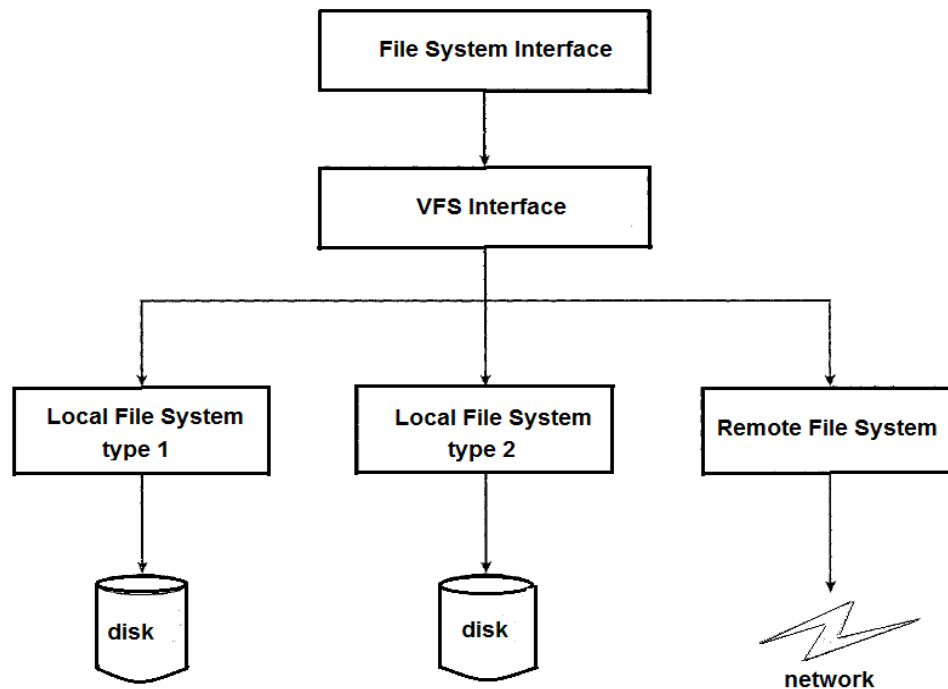 File System Interface
VFS Interface
Local File System
type 1
Local File System
type 2
Remote File System
disk
disk
network